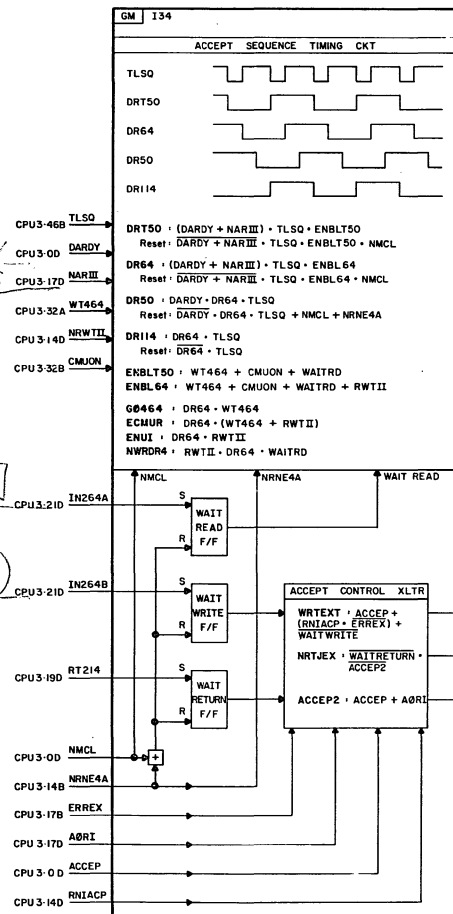 GM I34
ACCEPT SEQUENCE TIMING CKT
TLSQ
DRT50
DR64
DR50
DR114
CPU3-46B TLSQ
CPU3-0D DARDY
CPU3-17D NARIII
CPU3-32A WT464
CPU3-14D NRWTII
CPU3-32B CMUON
DRT50 : (DARDY + NARIII) • TLSQ • ENBLT50
Reset: DARDY + NARIII • TLSQ • ENBLT50 • NMCL
DR64 : (DARDY + NARIII) • TLSQ • ENBL64
Reset: DARDY + NARIII • TLSQ • ENBL64 • NMCL
DR50 : DARDY • DR64 • TLSQ
Reset: DARDY • DR64 • TLSQ + NMCL + NRNE4A
DR114 : DR64 • TLSQ
Reset: DR64 • TLSQ
ENBLT50 : WT464 + CMUON + WAITRD
ENBL64 : WT464 + CMUON + WAITRD + RWTII
GØ464 : DR64 • WT464
ECMUR : DR64 • (WT464 + RWTII)
ENUI : DR64 • RWTII
NWRDR4 : RWTII • DR64 • WAITRD
NMCL
NRNE4A
WAIT READ
CPU3-21D IN264A
S
R
WAIT
READ
F/F
CPU3-21D IN264B
S
R
WAIT
WRITE
F/F
CPU3-19D RT214
S
R
WAIT
RETURN
F/F
ACCEPT CONTROL XLTR
WRTEXT : ACCEP +
(RNIACP • ERREX) +
WAITWRITE
NRTJEX : WAITRETURN •
ACCEP2
ACCEP2 : ACCEP + AØRI
CPU3-0D NMCL
+
CPU3-14B NRNE4A
CPU3-17B ERREX
CPU3-17D AØRI
CPU3-0D ACCEP
CPU3-14D RNIACP